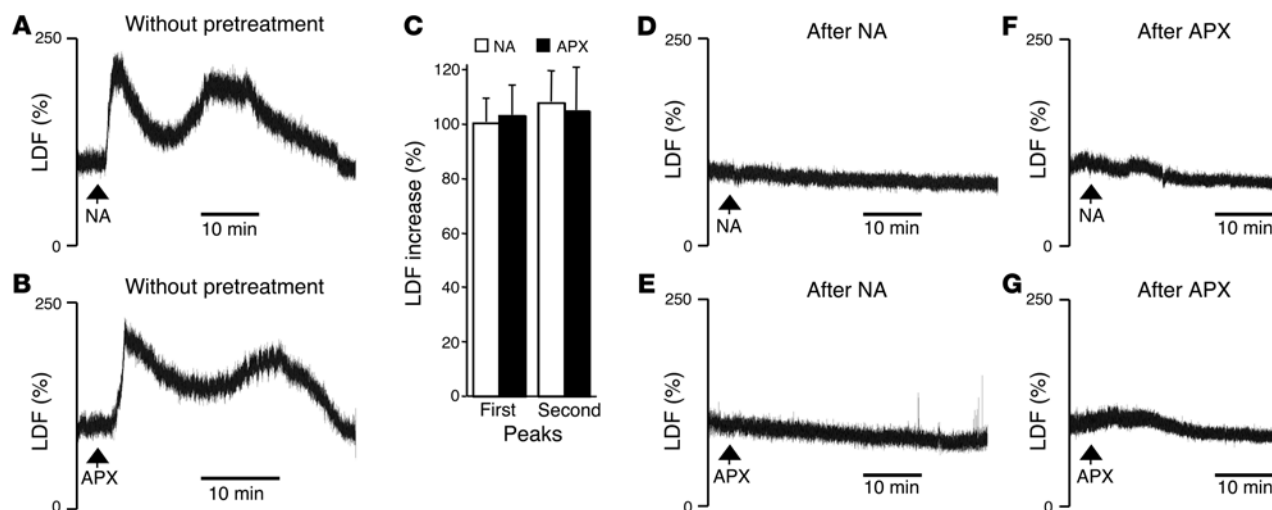 A
Without pretreatment
250
LDF (%)
0
NA
10 min
B
Without pretreatment
250
LDF (%)
0
APX
10 min
C
NA APX
120
100
80
60
40
20
0
LDF increase (%)
First Second
Peaks
D
After NA
250
LDF (%)
0
NA
10 min
E
After NA
250
LDF (%)
0
APX
10 min
F
After APX
250
LDF (%)
0
NA
10 min
G
After APX
250
LDF (%)
0
APX
10 min